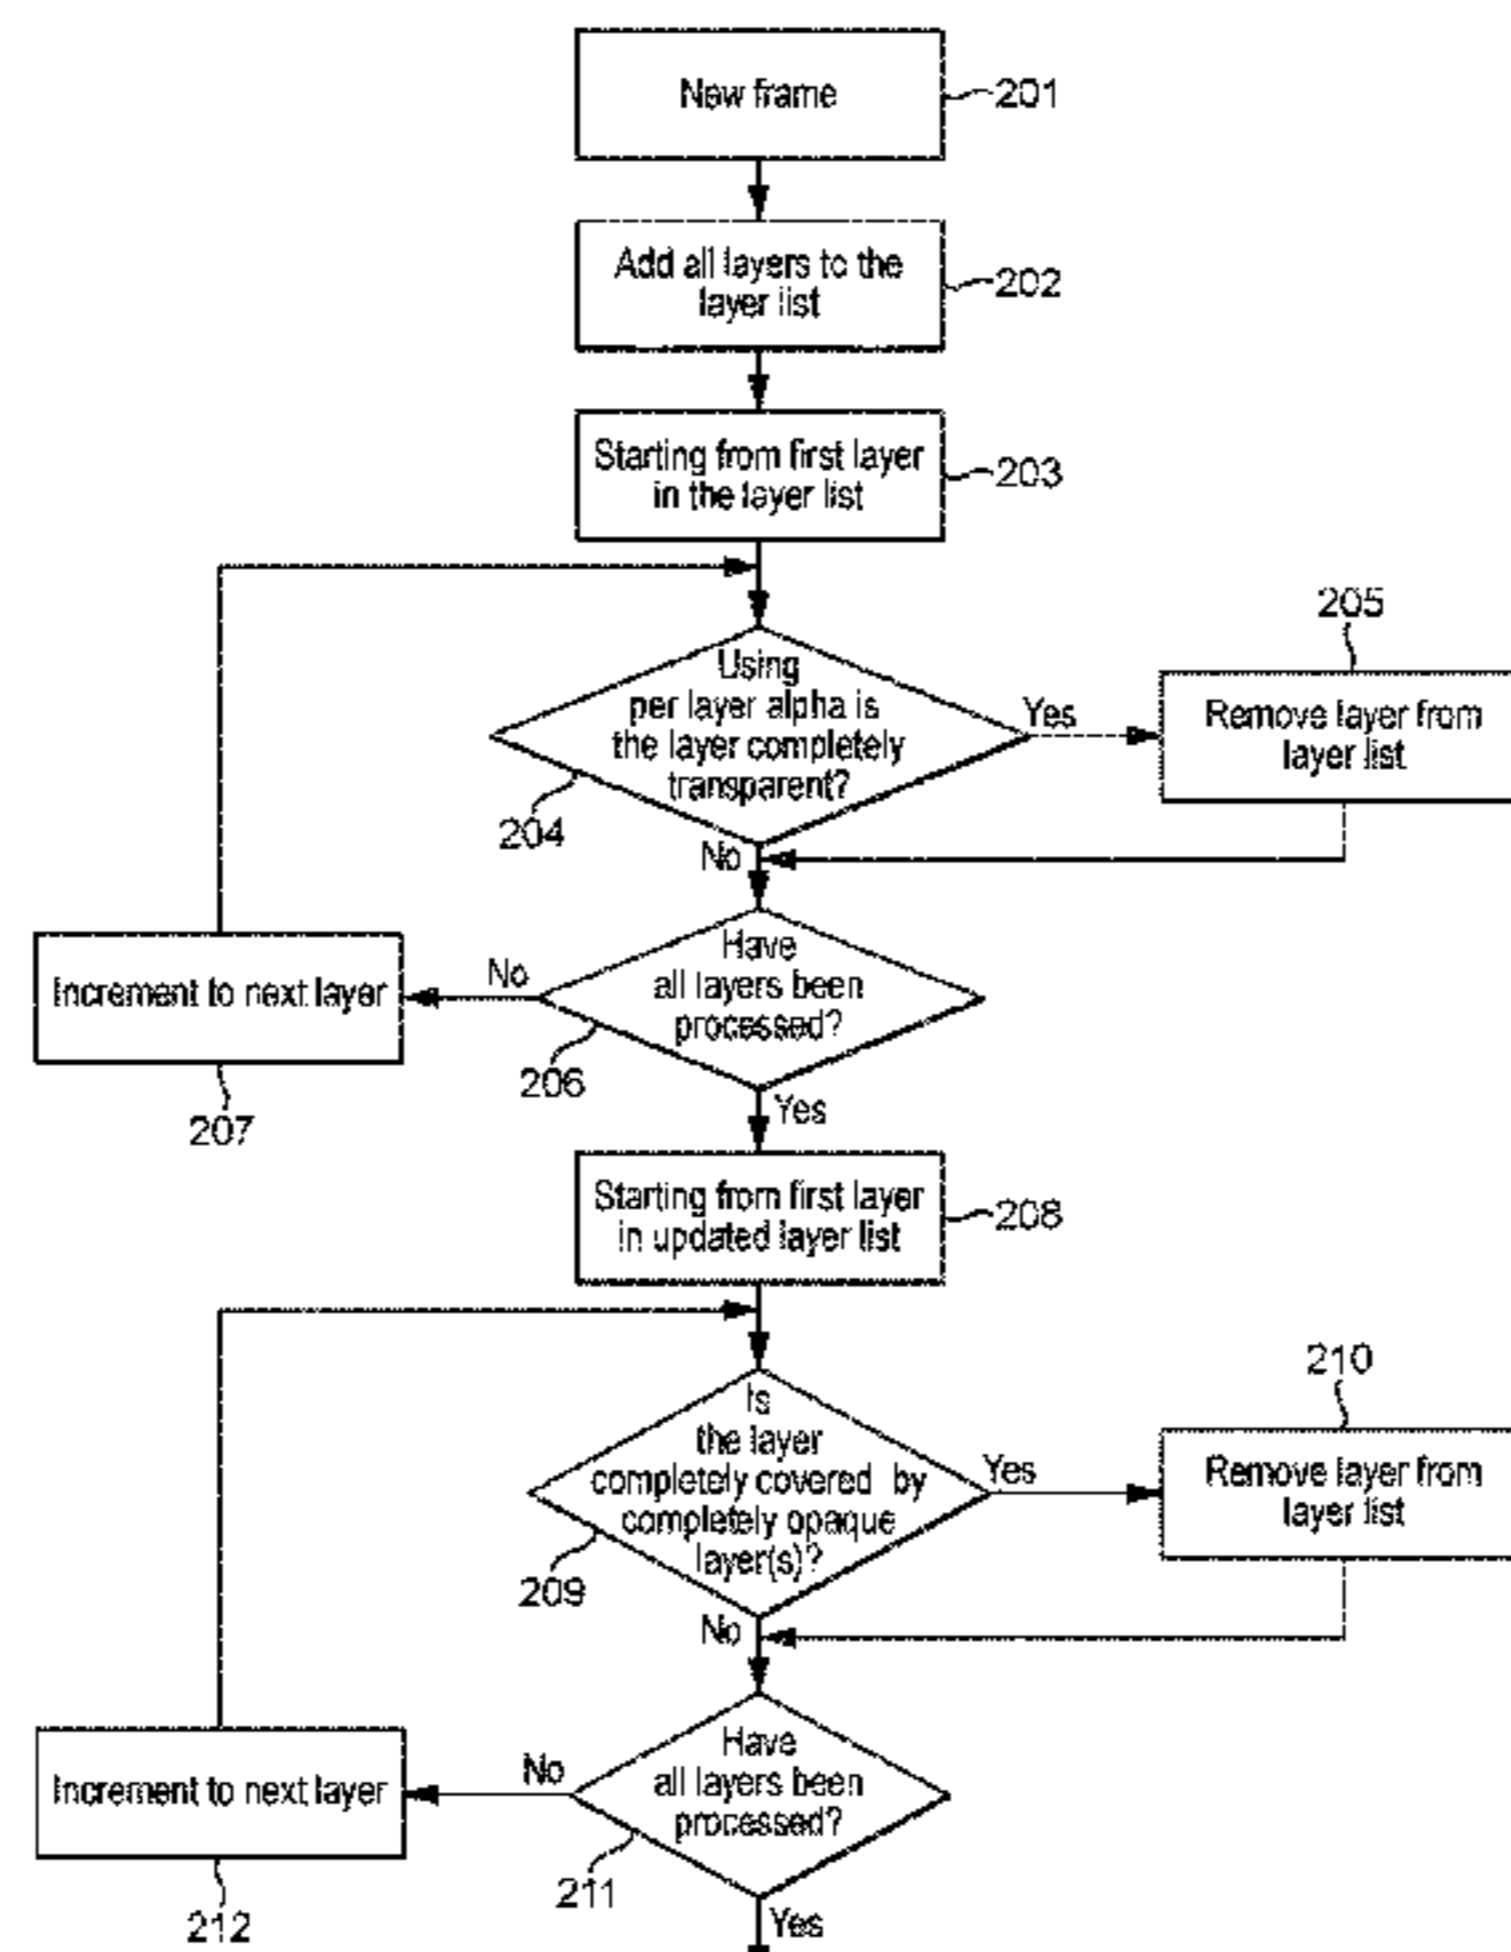 New frame
201
Add all layers to the
layer list
202
Starting from first layer
in the layer list
203
205
Using
per layer alpha is
the layer completely
transparent?
Yes
Remove layer from
layer list
204
No
Have
all layers been
processed?
No
Increment to next layer
206
207
Yes
Starting from first layer
in updated layer list
208
210
Is
the layer
completely covered by
completely opaque
layer(s)?
Yes
Remove layer from
layer list
209
No
Have
all layers been
processed?
No
Increment to next layer
211
212
Yes